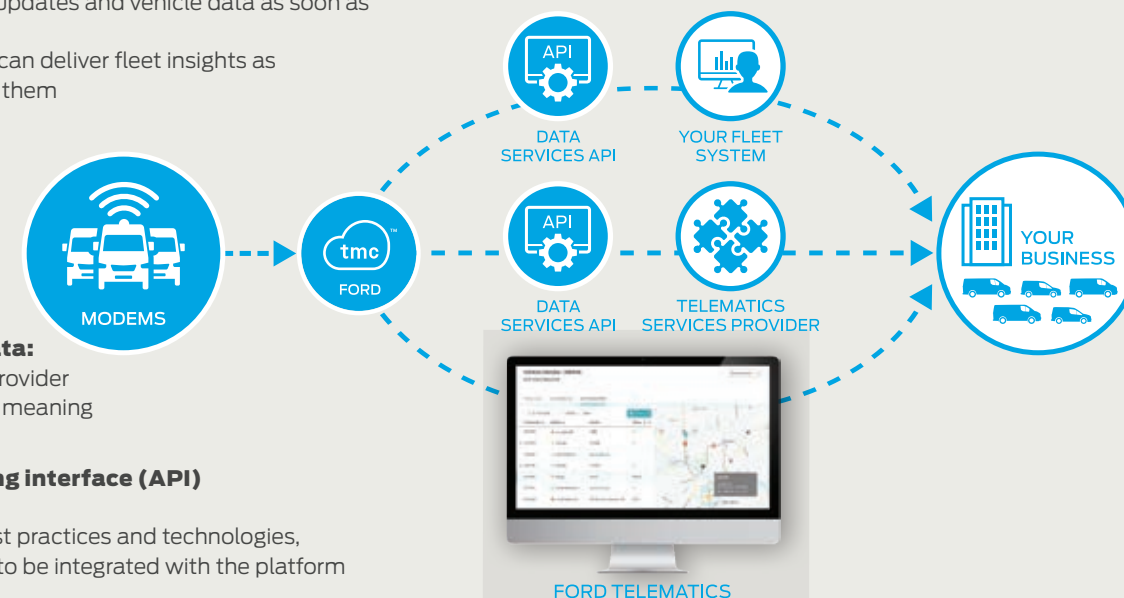 updates and vehicle data as soon as
can deliver fleet insights as
them
API
DATA
SERVICES API
YOUR FLEET
SYSTEM
MODEMS
tmc™
FORD
API
DATA
SERVICES API
TELEMATICS
SERVICES PROVIDER
YOUR
BUSINESS
ta:
rovider
meaning
ng interface (API)
st practices and technologies,
to be integrated with the platform
FORD TELEMATICS